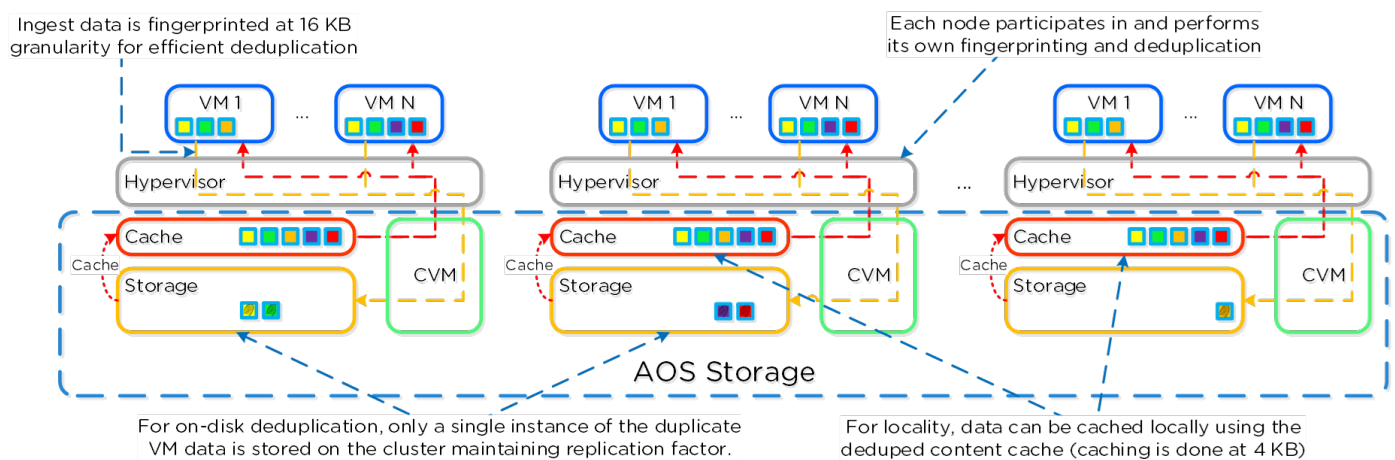 Ingest data is fingerprinted at 16 KB
granularity for efficient deduplication
Each node participates in and performs
its own fingerprinting and deduplication
VM 1
...
VM N
VM 1
...
VM N
VM 1
...
VM N
Hypervisor
Hypervisor
...
Hypervisor
Cache
Cache
Cache
Cache
Cache
Cache
CVM
CVM
CVM
Storage
Storage
Storage
AOS Storage
For on-disk deduplication, only a single instance of the duplicate
VM data is stored on the cluster maintaining replication factor.
For locality, data can be cached locally using the
deduped content cache (caching is done at 4 KB)